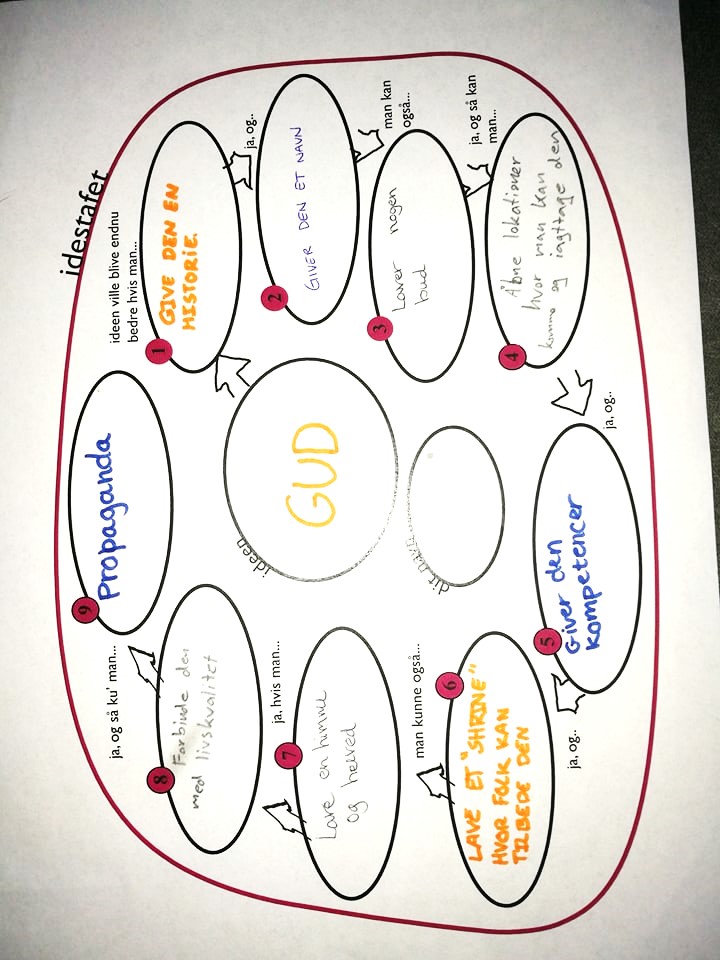 idestafet
ideen
GUD
dit navn
ideen ville blive endnu
bedre hvis man...
1
GIVE DEN EN
HISTORIE.
ja, og..
2
GIVER DEN ET NAVN
man kan
også...
3
Laver nogen
bud
ja, og så kan
man...
4
Åbne lokationer
hvor man kan
komme og iagttage den
ja, og..
5
Giver den
kompetencer
ja, og..
6
LAVE ET "SHRINE"
HVOR FOLK KAN
TILBEDE DEN
man kunne også...
7
Lave en himmel
og helved
ja, hvis man...
8
Forbinde den
med livskvalitet
ja, og så ku' man...
9
Propaganda